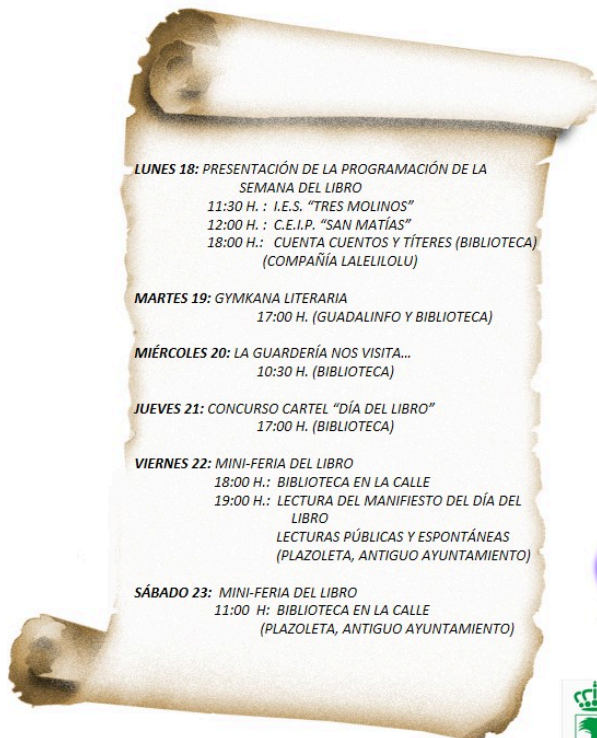 LUNES 18: PRESENTACIÓN DE LA PROGRAMACIÓN DE LA
SEMANA DEL LIBRO
11:30 H. : I.E.S. “TRES MOLINOS”
12:00 H. : C.E.I.P. “SAN MATÍAS”
18:00 H.: CUENTA CUENTOS Y TÍTERES (BIBLIOTECA)
(COMPAÑÍA LALELILOLU)
MARTES 19: GYMKANA LITERARIA
17:00 H. (GUADALINFO Y BIBLIOTECA)
MIÉRCOLES 20: LA GUARDERÍA NOS VISITA...
10:30 H. (BIBLIOTECA)
JUEVES 21: CONCURSO CARTEL “DÍA DEL LIBRO”
17:00 H. (BIBLIOTECA)
VIERNES 22: MINI-FERIA DEL LIBRO
18:00 H.: BIBLIOTECA EN LA CALLE
19:00 H.: LECTURA DEL MANIFIESTO DEL DÍA DEL
LIBRO
LECTURAS PÚBLICAS Y ESPONTÁNEAS
(PLAZOLETA, ANTIGUO AYUNTAMIENTO)
SÁBADO 23: MINI-FERIA DEL LIBRO
11:00 H: BIBLIOTECA EN LA CALLE
(PLAZOLETA, ANTIGUO AYUNTAMIENTO)